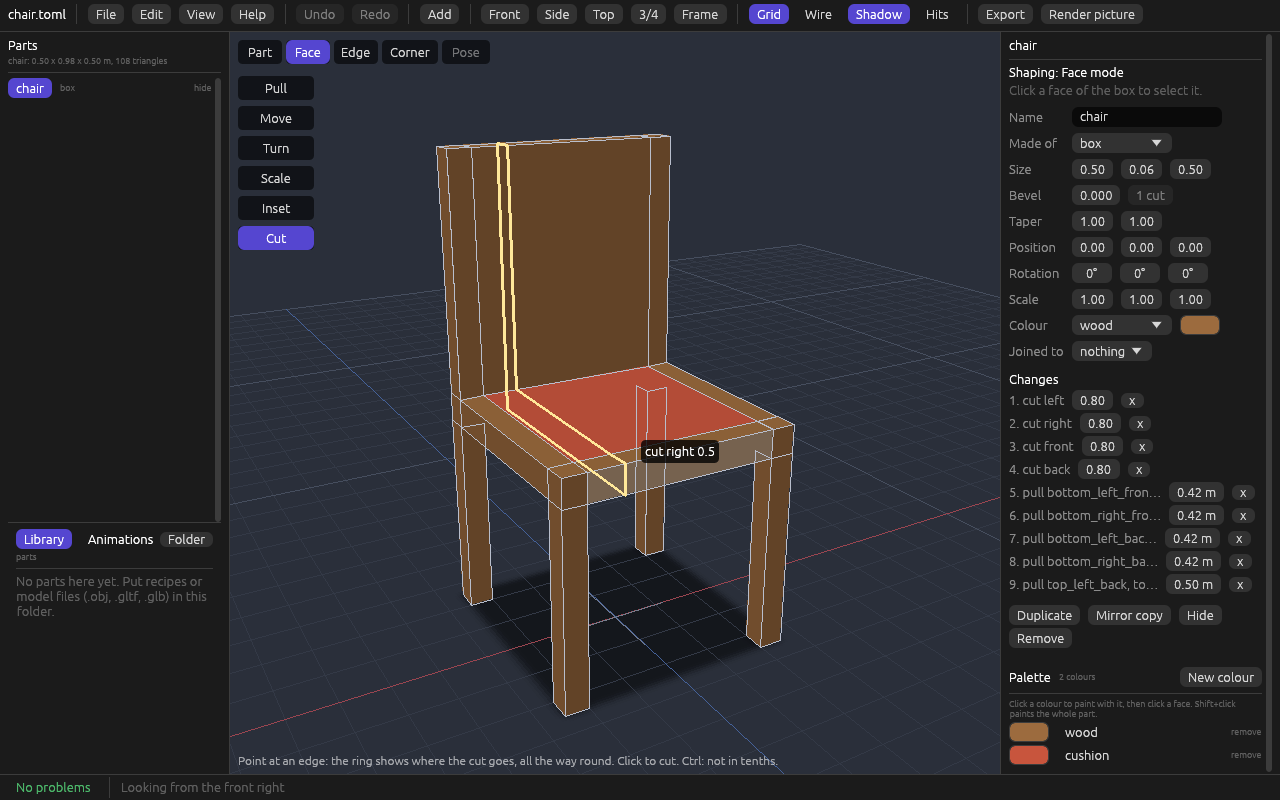 chair.toml File Edit View Help Undo Redo Add Front Side Top 3/4 Frame Grid Wire Shadow Hits Export Render picture
Parts
chair: 0.50 x 0.98 x 0.50 m, 108 triangles
chair box hide
Library Animations Folder
parts
No parts here yet. Put recipes or
model files (.obj, .gltf, .glb) in this
folder.
Part Face Edge Corner Pose
Pull
Move
Turn
Scale
Inset
Cut
cut right 0.5
Point at an edge: the ring shows where the cut goes, all the way round. Click to cut. Ctrl: not in tenths.
chair
Shaping: Face mode
Click a face of the box to select it.
Name chair
Made of box
Size 0.50 0.06 0.50
Bevel 0.000 1 cut
Taper 1.00 1.00
Position 0.00 0.00 0.00
Rotation 0° 0° 0°
Scale 1.00 1.00 1.00
Colour wood
Joined to nothing
Changes
1. cut left 0.80 x
2. cut right 0.80 x
3. cut front 0.80 x
4. cut back 0.80 x
5. pull bottom_left_fron... 0.42 m x
6. pull bottom_right_fro... 0.42 m x
7. pull bottom_left_bac... 0.42 m x
8. pull bottom_right_ba... 0.42 m x
9. pull top_left_back, to... 0.50 m x
Duplicate Mirror copy Hide
Remove
Palette 2 colours New colour
Click a colour to paint with it, then click a face. Shift+click
paints the whole part.
wood remove
cushion remove
No problems Looking from the front right